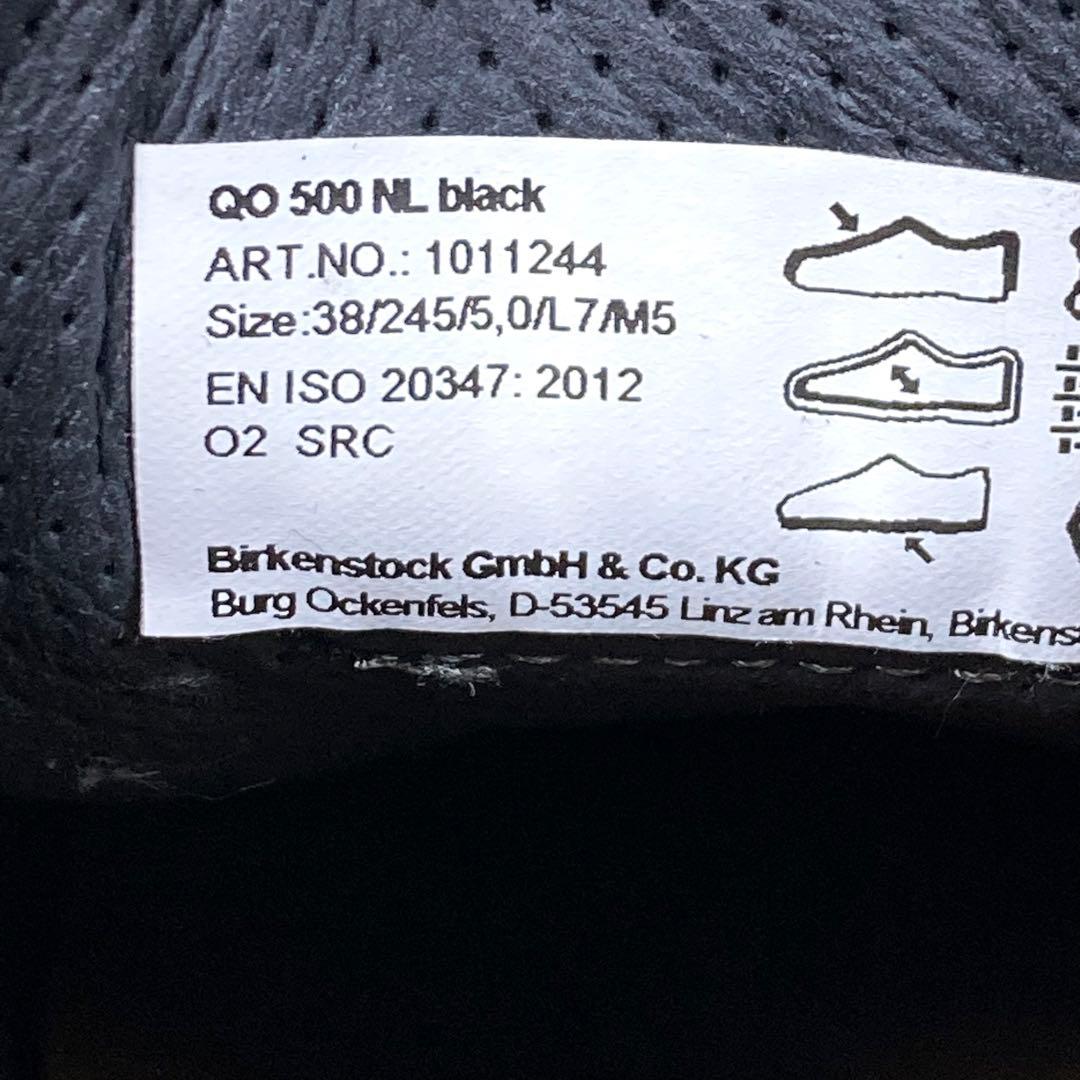 QO 500 NL black
ART.NO.: 1011244
Size:38/245/5,0/L7/M5
EN ISO 20347: 2012
O2 SRC
Birkenstock GmbH & Co. KG
Burg Ockenfels, D-53545 Linz am Rhein, Birkens